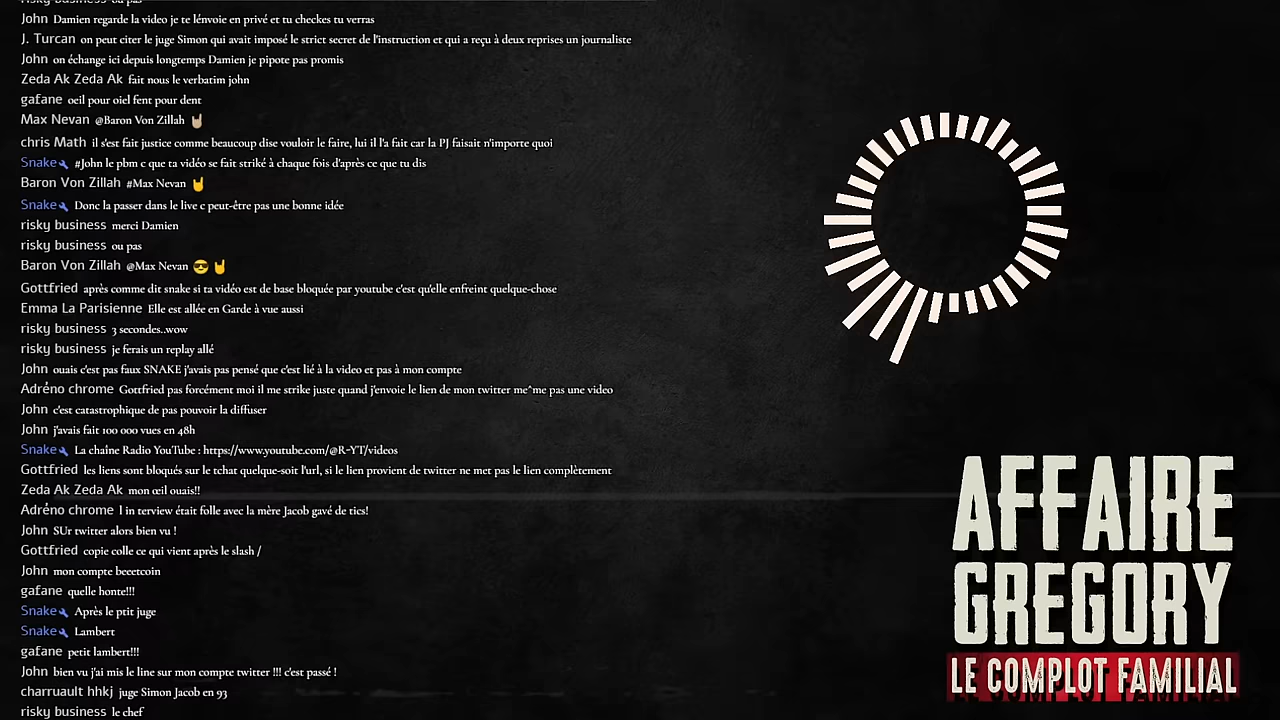 risky business ou pas
John Damien regarde la video je te lénvoie en privé et tu checkes tu verras
J. Turcan on peut citer le juge Simon qui avait imposé le strict secret de l'instruction et qui a reçu à deux reprises un journaliste
John on échange ici depuis longtemps Damien je pipote pas promis
Zeda Ak Zeda Ak fait nous le verbatim john
gafane oeil pour oiel fent pour dent
Max Nevan @Baron Von Zillah 🤘🏼
chris Math il s'est fait justice comme beaucoup dise vouloir le faire, lui il l'a fait car la PJ faisait n'importe quoi
Snake #John le pbm c que ta vidéo se fait striké à chaque fois d'après ce que tu dis
Baron Von Zillah #Max Nevan 🤘
Snake Donc la passer dans le live c peut-être pas une bonne idée
risky business merci Damien
risky business ou pas
Baron Von Zillah @Max Nevan 😎 🤘
Gottfried après comme dit snake si ta vidéo est de base bloquée par youtube c'est qu'elle enfreint quelque-chose
Emma La Parisienne Elle est allée en Garde à vue aussi
risky business 3 secondes..wow
risky business je ferais un replay allé
John ouais c'est pas faux SNAKE j'avais pas pensé que c'est lié à la video et pas à mon compte
Adréno chrome Gottfried pas forcément moi il me strike juste quand j'envoie le lien de mon twitter me^me pas une video
John c'est catastrophique de pas pouvoir la diffuser
John j'avais fait 100 000 vues en 48h
Snake La chaîne Radio YouTube : https://www.youtube.com/@R-YT/videos
Gottfried les liens sont bloqués sur le tchat quelque-soit l'url, si le lien provient de twitter ne met pas le lien complètement
Zeda Ak Zeda Ak mon œil ouais!!
Adréno chrome l in terview était folle avec la mère Jacob gavé de tics!
John SUr twitter alors bien vu !
Gottfried copie colle ce qui vient après le slash /
John mon compte beeetcoin
gafane quelle honte!!!
Snake Après le ptit juge
Snake Lambert
gafane petit lambert!!!
John bien vu j'ai mis le line sur mon compte twitter !!! c'est passé !
charruault hhkj juge Simon Jacob en 93
risky business le chef
AFFAIRE
GREGORY
LE COMPLOT FAMILIAL